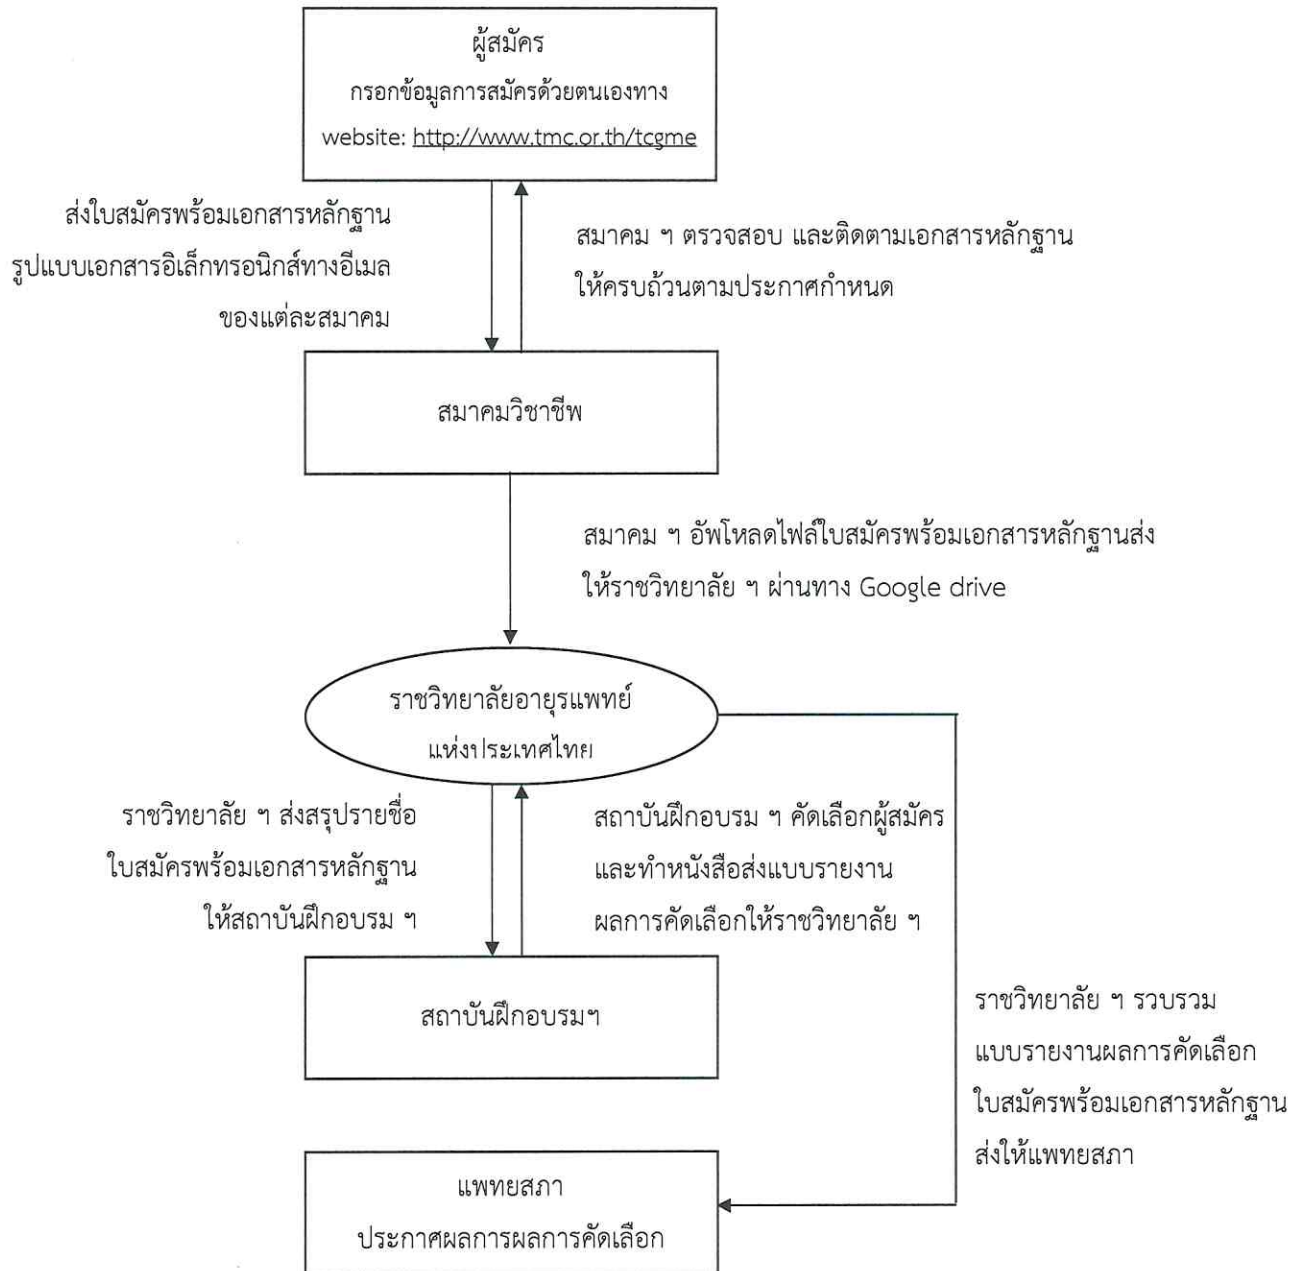 ผู้สมัคร
กรอกข้อมูลการสมัครด้วยตนเองทาง
website: http://www.tmc.or.th/tcgme
ส่งใบสมัครพร้อมเอกสารหลักฐาน
รูปแบบเอกสารอิเล็กทรอนิกส์ทางอีเมล
ของแต่ละสมาคม
สมาคม ฯ ตรวจสอบ และติดตามเอกสารหลักฐาน
ให้ครบถ้วนตามประกาศกำหนด
สมาคมวิชาชีพ
สมาคม ฯ อัพโหลดไฟล์ใบสมัครพร้อมเอกสารหลักฐานส่ง
ให้ราชวิทยาลัย ฯ ผ่านทาง Google drive
ราชวิทยาลัยอายุรแพทย์
แห่งประเทศไทย
ราชวิทยาลัย ฯ ส่งสรุปรายชื่อ
ใบสมัครพร้อมเอกสารหลักฐาน
ให้สถาบันฝึกอบรม ฯ
สถาบันฝึกอบรม ฯ คัดเลือกผู้สมัคร
และทำหนังสือส่งแบบรายงาน
ผลการคัดเลือกให้ราชวิทยาลัย ฯ
สถาบันฝึกอบรมฯ
ราชวิทยาลัย ฯ รวบรวม
แบบรายงานผลการคัดเลือก
ใบสมัครพร้อมเอกสารหลักฐาน
ส่งให้แพทยสภา
แพทยสภา
ประกาศผลการผลการคัดเลือก